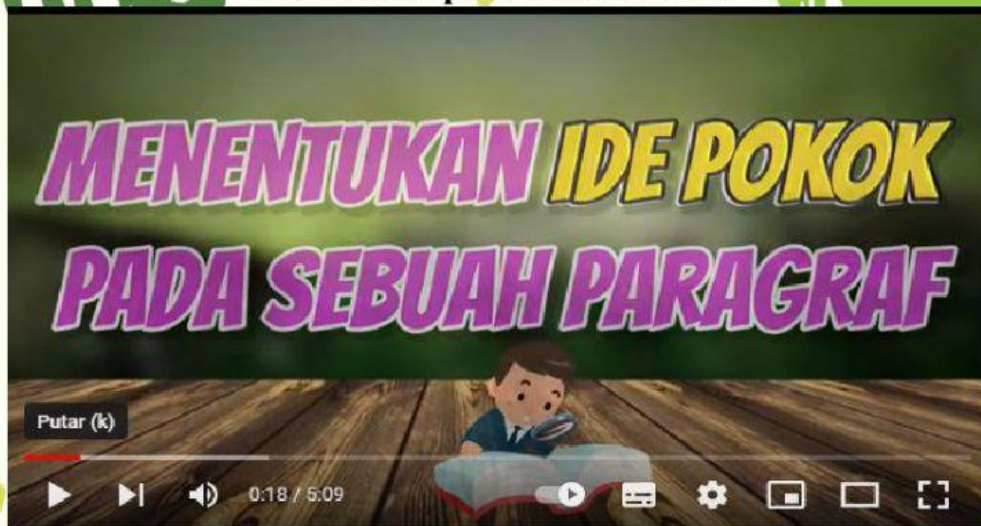 MENENTUKAN IDE POKOK
PADA SEBUAH PARAGRAF
Putar (k)
0:18 / 5:09